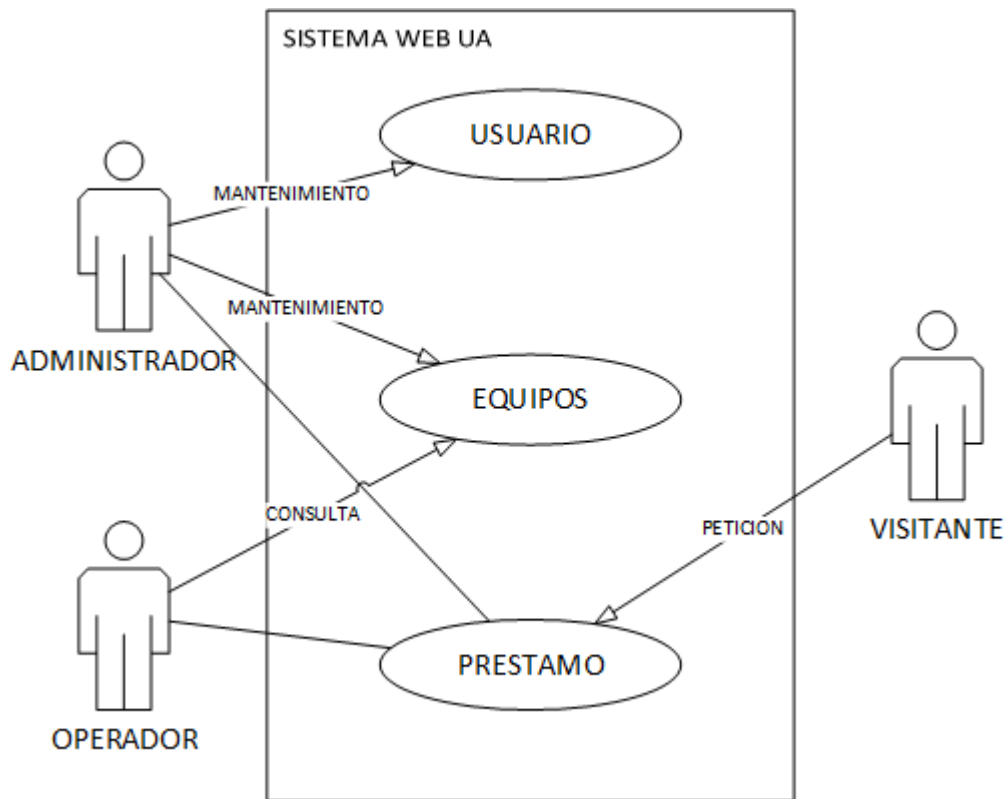 SISTEMA WEB UA
USUARIO
MANTENIMIENTO
MANTENIMIENTO
ADMINISTRADOR
EQUIPOS
CONSULTA
PETICION
VISITANTE
PRESTAMO
OPERADOR